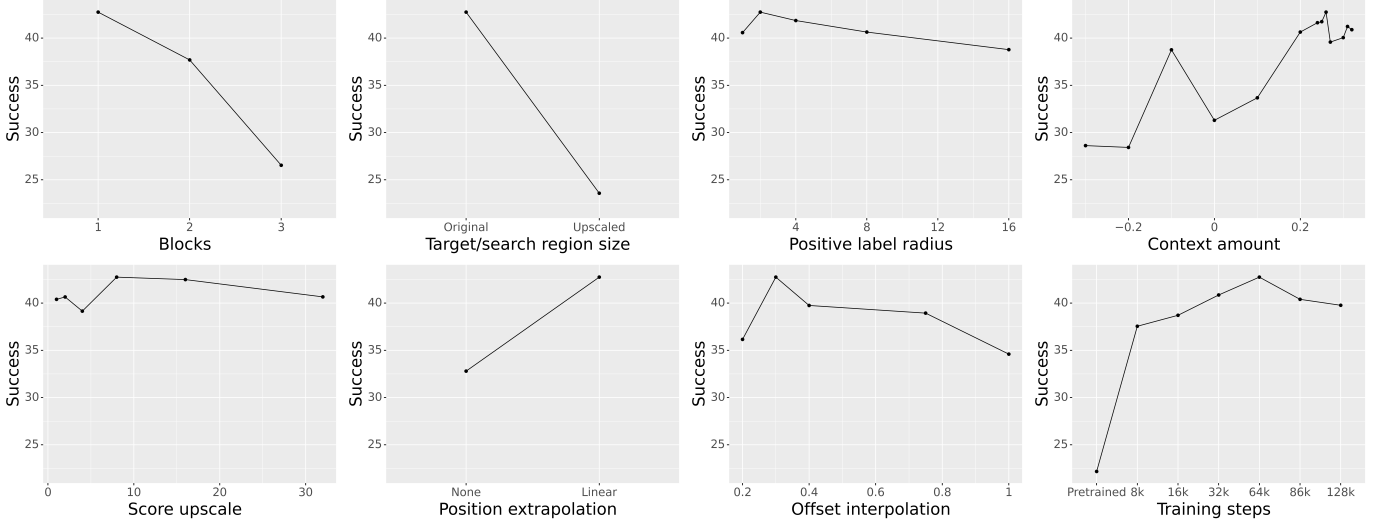 Success
40
35
30
25
1 2 3
Blocks
Success
40
35
30
25
Original Upscaled
Target/search region size
Success
40
35
30
25
4 8 12 16
Positive label radius
Success
40
35
30
25
−0.2 0 0.2
Context amount
Success
40
35
30
25
0 10 20 30
Score upscale
Success
40
35
30
25
None Linear
Position extrapolation
Success
40
35
30
25
0.2 0.4 0.6 0.8 1
Offset interpolation
Success
40
35
30
25
Pretrained 8k 16k 32k 64k 86k 128k
Training steps